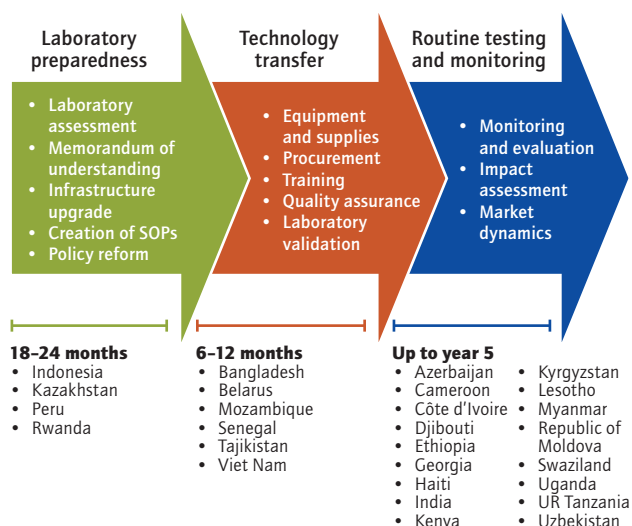 Laboratory
preparedness
• Laboratory
assessment
• Memorandum of
understanding
• Infrastructure
upgrade
• Creation of SOPs
• Policy reform
Technology
transfer
• Equipment
and supplies
• Procurement
• Training
• Quality assurance
• Laboratory
validation
Routine testing
and monitoring
• Monitoring
and evaluation
• Impact
assessment
• Market
dynamics
18–24 months
• Indonesia
• Kazakhstan
• Peru
• Rwanda
6–12 months
• Bangladesh
• Belarus
• Mozambique
• Senegal
• Tajikistan
• Viet Nam
Up to year 5
• Azerbaijan
• Cameroon
• Côte d'Ivoire
• Djibouti
• Ethiopia
• Georgia
• Haiti
• India
• Kenya
• Kyrgyzstan
• Lesotho
• Myanmar
• Republic of
Moldova
• Swaziland
• Uganda
• UR Tanzania
• Uzbekistan